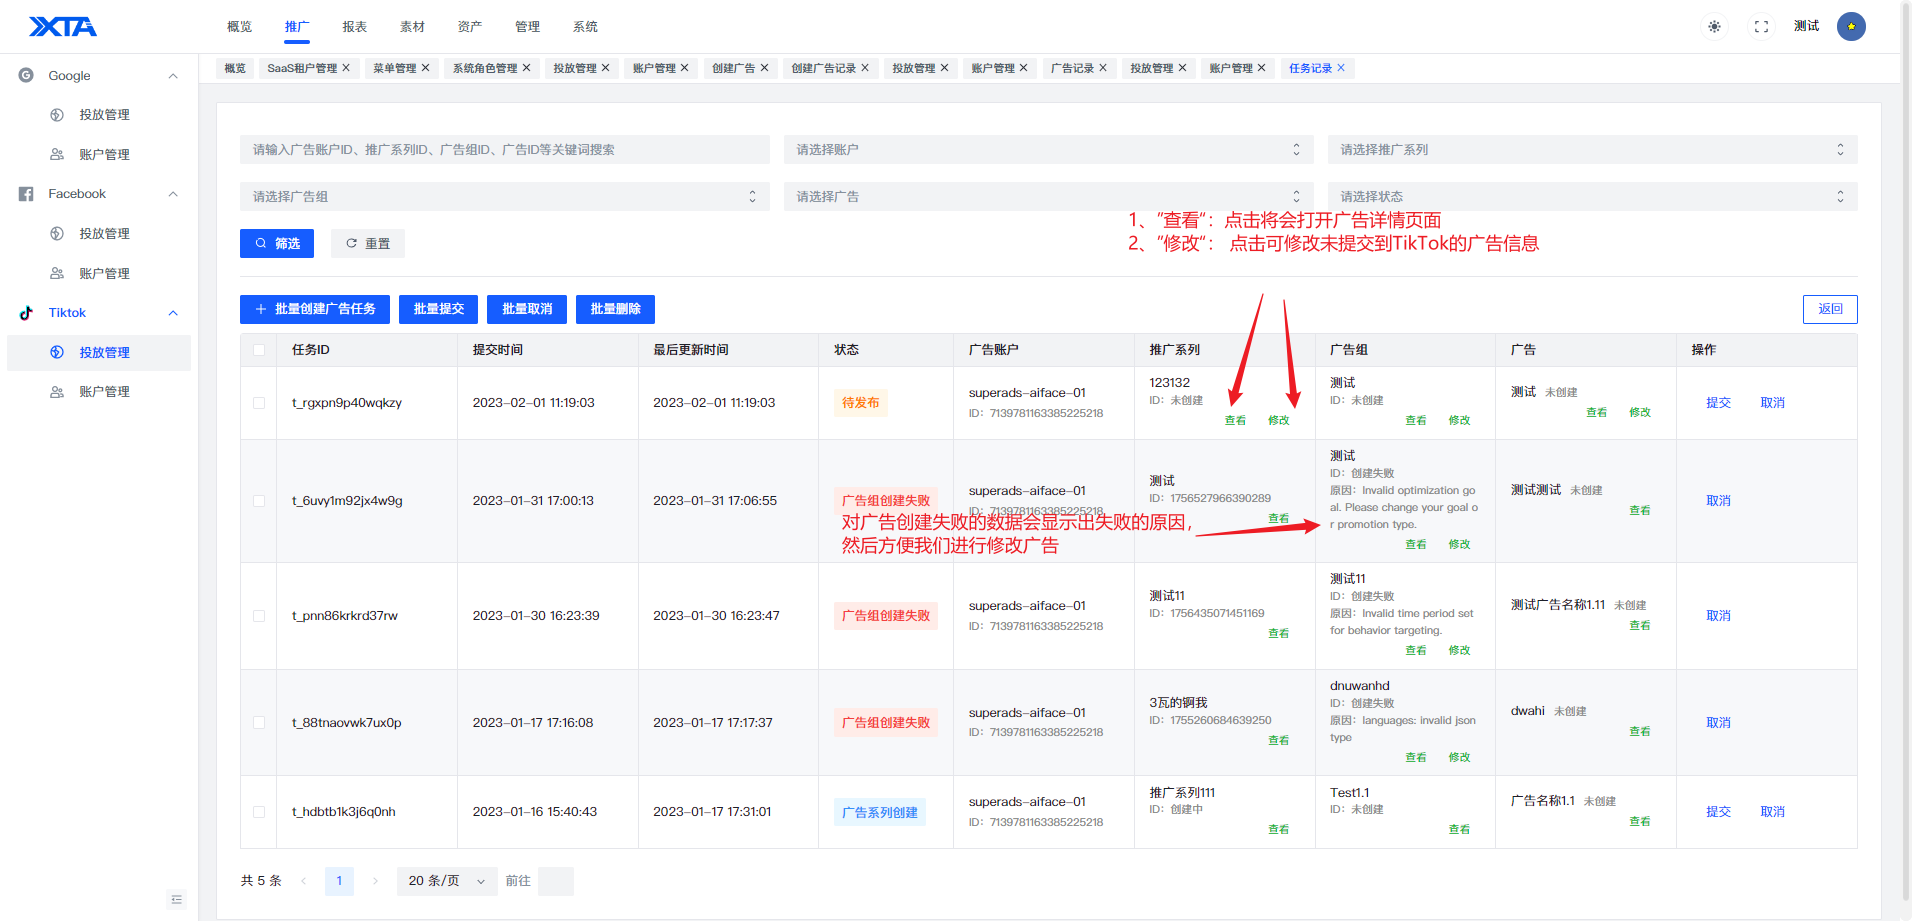 XTA
概览
推广
报表
素材
资产
管理
系统
测试
概览
SaaS租户管理
菜单管理
系统角色管理
投放管理
账户管理
创建广告
创建广告记录
投放管理
账户管理
广告记录
投放管理
账户管理
任务记录
Google
投放管理
账户管理
Facebook
投放管理
账户管理
Tiktok
投放管理
账户管理
请输入广告账户ID、推广系列ID、广告组ID、广告ID等关键词搜索
请选择账户
请选择推广系列
请选择广告组
请选择广告
请选择状态
筛选
重置
1、"查看"：点击将会打开广告详情页面
2、"修改"： 点击可修改未提交到TikTok的广告信息
批量创建广告任务
批量提交
批量取消
批量删除
返回
任务ID
提交时间
最后更新时间
状态
广告账户
推广系列
广告组
广告
操作
t_rgxpn9p40wqkzy
2023-02-01 11:19:03
2023-02-01 11:19:03
待发布
superads-aiface-01
ID：7139781163385225218
123132
ID：未创建
查看 修改
测试
ID：未创建
查看 修改
测试 未创建
查看 修改
提交 取消
t_6uvy1m92jx4w9g
2023-01-31 17:00:13
2023-01-31 17:06:55
广告组创建失败
superads-aiface-01
ID：7139781163385225218
测试
ID：1756527966390289
查看
测试
ID：创建失败
原因：Invalid optimization go
al. Please change your goal o
r promotion type.
查看 修改
测试测试 未创建
查看
取消
对广告创建失败的数据会显示出失败的原因，
然后方便我们进行修改广告
t_pnn86krkrd37rw
2023-01-30 16:23:39
2023-01-30 16:23:47
广告组创建失败
superads-aiface-01
ID：7139781163385225218
测试11
ID：1756435071451169
查看
测试11
ID：创建失败
原因：Invalid time period set
for behavior targeting.
查看 修改
测试广告名称1.11 未创建
查看
取消
t_88tnaovwk7ux0p
2023-01-17 17:16:08
2023-01-17 17:17:37
广告组创建失败
superads-aiface-01
ID：7139781163385225218
3瓦的锕我
ID：1755260684639250
查看
dnuwanhd
ID：创建失败
原因：languages: invalid json
type
查看 修改
dwahi 未创建
查看
取消
t_hdbtb1k3j6q0nh
2023-01-16 15:40:43
2023-01-17 17:31:01
广告系列创建
superads-aiface-01
ID：7139781163385225218
推广系列111
ID：创建中
查看
Test1.1
ID：未创建
查看
广告名称1.1 未创建
查看
提交 取消
共 5 条
1
20 条/页
前往